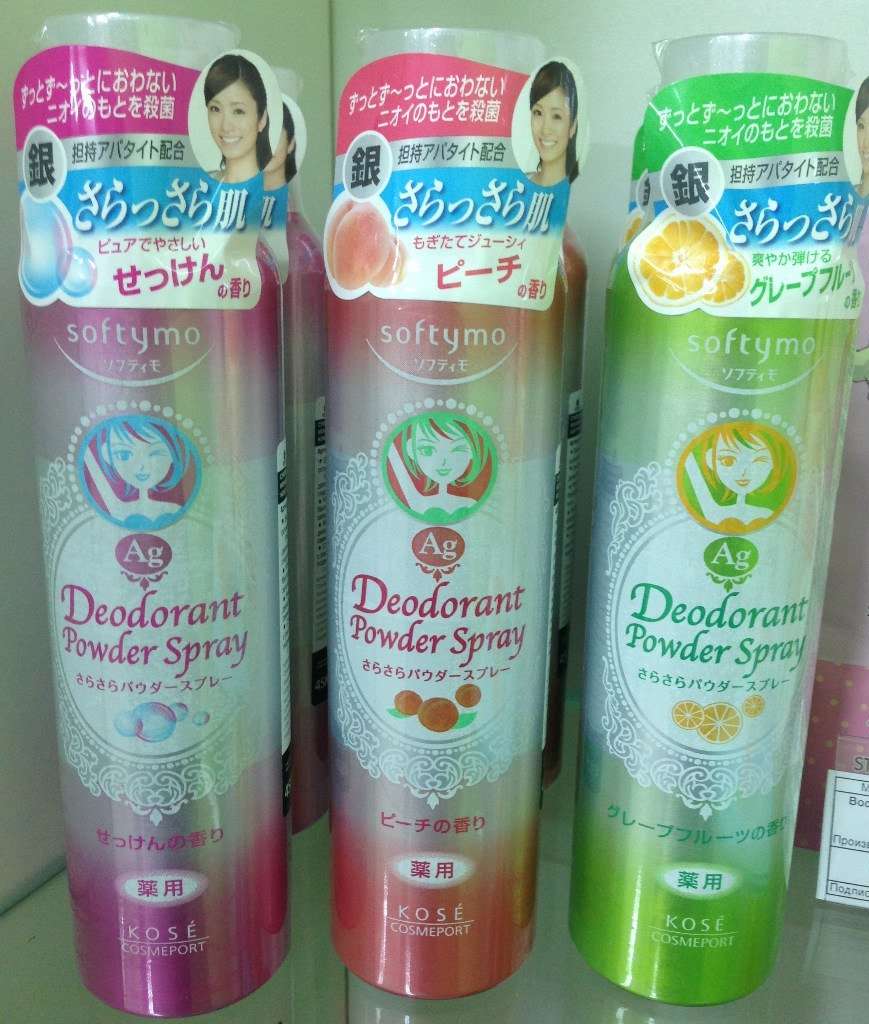 ずっとず〜っとにおわない
ニオイのもとを殺菌
銀
担持アパタイト配合
さらっさら肌
ピュアでやさしい
せっけん
の香り
softymo
ソフティモ
Ag
Deodorant
Powder Spray
さらさらパウダースプレー
せっけんの香り
薬用
KOSÉ
COSMEPORT
肌
ずっとず〜っとにおわない
ニオイのもとを殺菌
銀
担持アパタイト配合
さらっさら肌
もぎたてジューシィ
ピーチ
の香り
softymo
ソフティモ
Ag
Deodorant
Powder Spray
さらさらパウダースプレー
ピーチの香り
薬用
KOSÉ
COSMEPORT
ずっとず〜っとにおわない
ニオイのもとを殺菌
銀
担持アパタイト配合
さらっさら
爽やか弾ける
グレープフルー
の香り
softymo
ソフティモ
Ag
Deodorant
Powder Spray
さらさらパウダースプレー
グレープフルーツの香り
薬用
KOSÉ
COSMEPORT
ST
Вос
Произв
Подпис